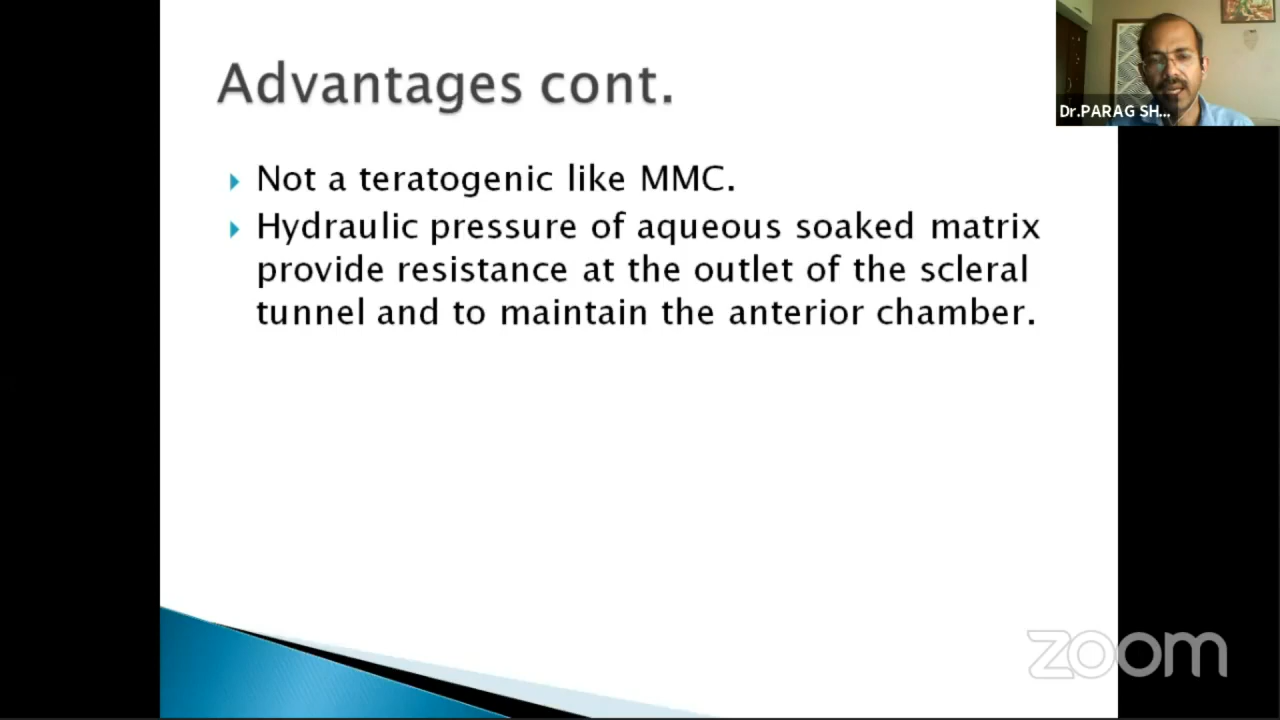 Advantages cont.
Not a teratogenic like MMC.
Hydraulic pressure of aqueous soaked matrix
provide resistance at the outlet of the scleral
tunnel and to maintain the anterior chamber.
Dr.PARAG SH...
zoom